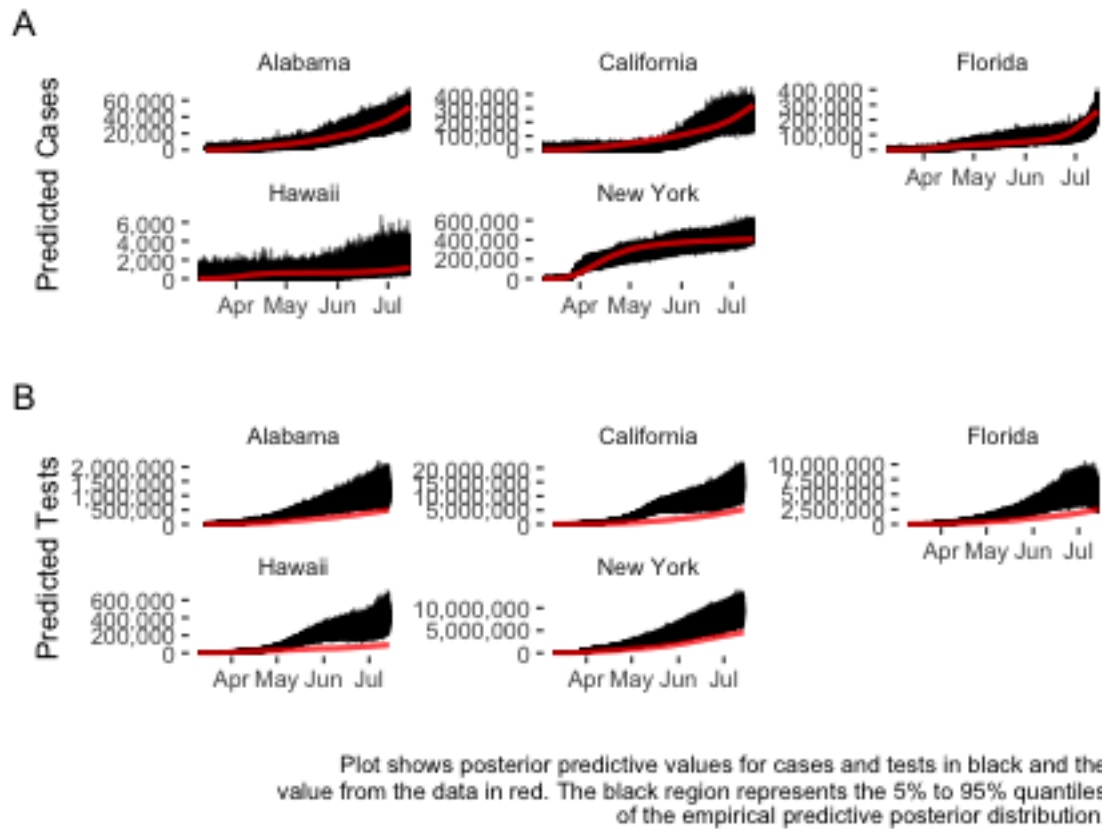 A
Predicted Cases
Alabama
60,000
40,000
20,000
0
California
400,000
300,000
200,000
100,000
0
Florida
400,000
300,000
200,000
100,000
0
Apr May Jun Jul
Hawaii
6,000
4,000
2,000
0
Apr May Jun Jul
New York
600,000
400,000
200,000
0
Apr May Jun Jul
B
Predicted Tests
Alabama
2,000,000
1,500,000
1,000,000
500,000
0
California
20,000,000
15,000,000
10,000,000
5,000,000
0
Florida
10,000,000
7,500,000
5,000,000
2,500,000
0
Apr May Jun Jul
Hawaii
600,000
400,000
200,000
0
Apr May Jun Jul
New York
10,000,000
5,000,000
0
Apr May Jun Jul
Plot shows posterior predictive values for cases and tests in black and the
value from the data in red. The black region represents the 5% to 95% quantiles
of the empirical predictive posterior distribution